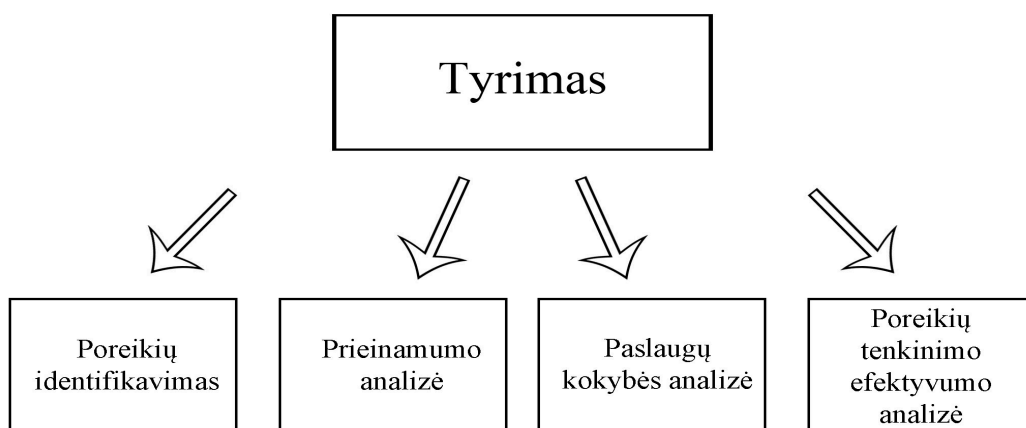 Tyrimas
Poreikių
identifikavimas
Prieinamumo
analizė
Paslaugų
kokybės analizė
Poreikių
tenkinimo
efektyvumo
analizė